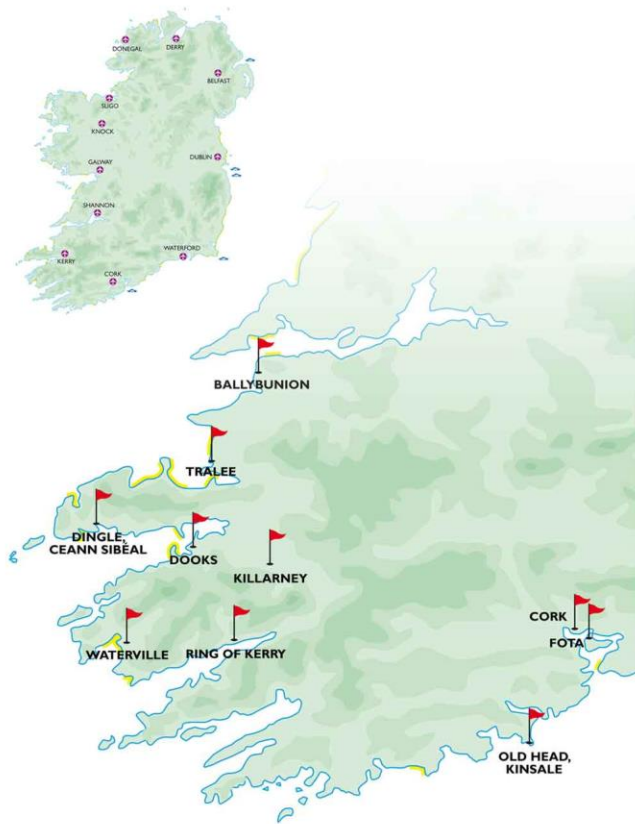 DONEGAL
DERRY
BELFAST
SLIGO
KNOCK
DUBLIN
GALWAY
SHANNON
KERRY
WATERFORD
CORK
BALLYBUNION
TRALEE
DINGLE,
CEANN SIBÉAL
DOOKS
KILLARNEY
CORK
FOTA
WATERVILLE
RING OF KERRY
OLD HEAD,
KINSALE